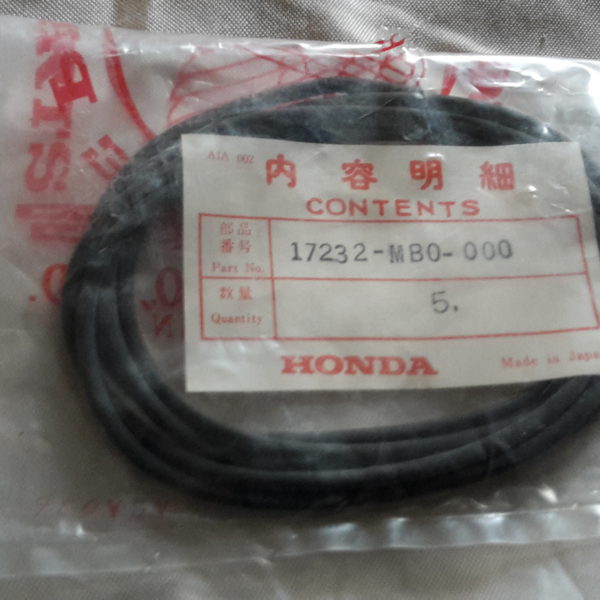 AIA 002
内容明細
CONTENTS
部品
番号
Part No.
17232-MB0-000
数量
Quantity
5.
HONDA
Made in Japa